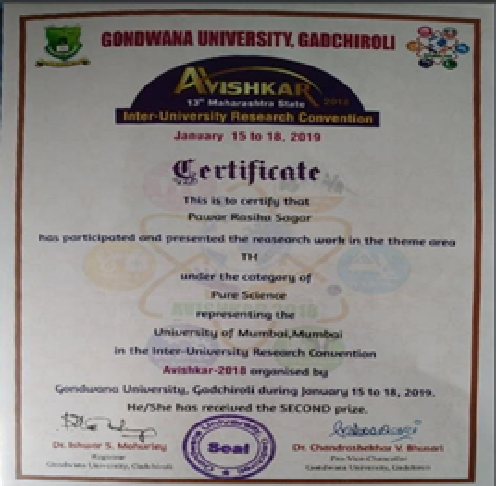 GONDWANA UNIVERSITY, GADCHIROLI
AVISHKAR
13th Maharashtra State 2018
Inter-University Research Convention
January 15 to 18, 2019
Certificate
This is to certify that
Pawar Rasika Sagar
has participated and presented the reasearch work in the theme area
TH
under the category of
Pure Science
representing the
University of Mumbai,Mumbai
in the Inter-University Research Convention
Avishkar-2018 organised by
Gondwana University, Gadchiroli during January 15 to 18, 2019.
He/She has received the SECOND prize.
Seal
Dr. Ishwar S. Mohurley
Registrar
Gondwana University, Gadchiroli
Dr. Chandrashekhar V. Bhusari
Pro-Vice-Chancellor
Gondwana University, Gadchiroli